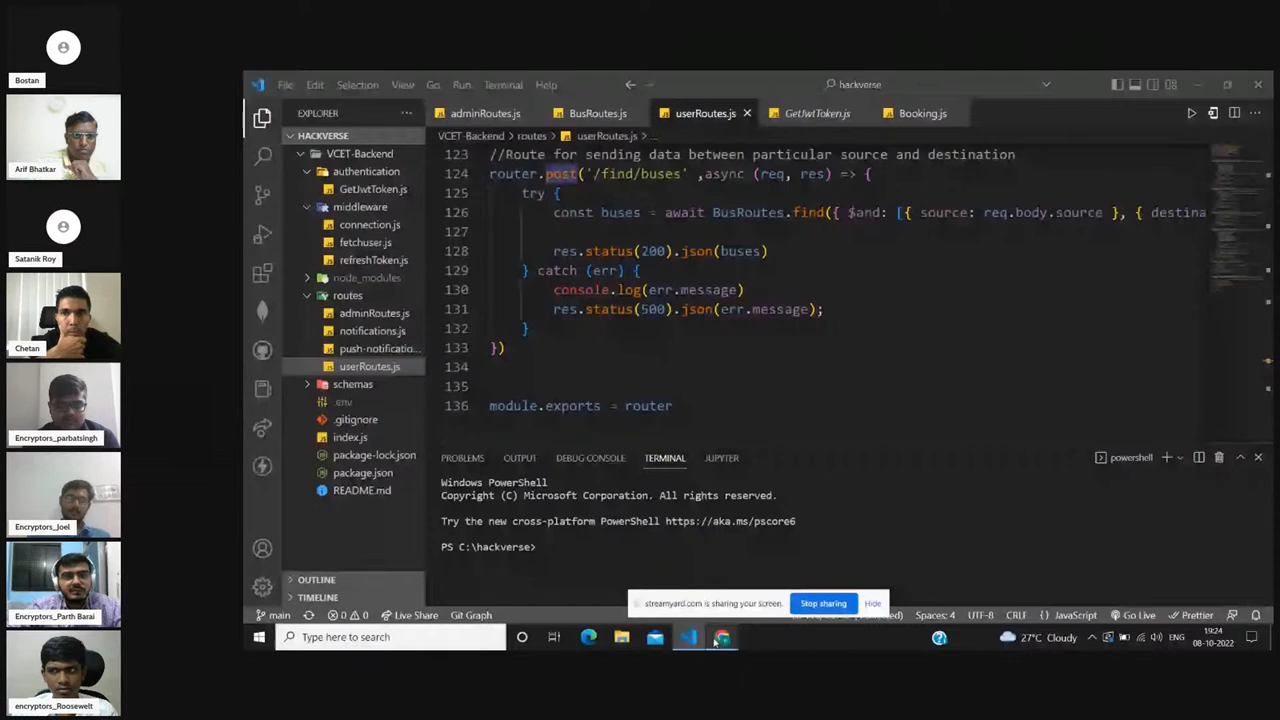 Bostan
Arif Bhatkar
Satanik Roy
Chetan
Encryptors_parbatsingh
Encryptors_Joel
Encryptors_Parth Barai
encryptors_Roosewelt
File Edit Selection View Go Run Terminal Help
hackverse
EXPLORER
HACKVERSE
VCET-Backend
authentication
GetJwtToken.js
middleware
connection.js
fetchuser.js
refreshToken.js
node_modules
routes
adminRoutes.js
notifications.js
push-notificatio...
userRoutes.js
schemas
.env
.gitignore
index.js
package-lock.json
package.json
README.md
OUTLINE
TIMELINE
adminRoutes.js BusRoutes.js userRoutes.js GetJwtToken.js Booking.js
VCET-Backend > routes > userRoutes.js > ...
123 //Route for sending data between particular source and destination
124 router.post('/find/buses' ,async (req, res) => {
125 try {
126 const buses = await BusRoutes.find({ $and: [{ source: req.body.source }, { destina
127
128 res.status(200).json(buses)
129 } catch (err) {
130 console.log(err.message)
131 res.status(500).json(err.message);
132 }
133 })
134
135
136 module.exports = router
PROBLEMS OUTPUT DEBUG CONSOLE TERMINAL JUPYTER
powershell
Windows PowerShell
Copyright (C) Microsoft Corporation. All rights reserved.
Try the new cross-platform PowerShell https://aka.ms/pscore6
PS C:\hackverse>
streamyard.com is sharing your screen. Stop sharing Hide
main 0 0 Live Share Git Graph
Spaces: 4 UTF-8 CRLF JavaScript Go Live Prettier
Type here to search
27°C Cloudy ENG
19:24
08-10-2022